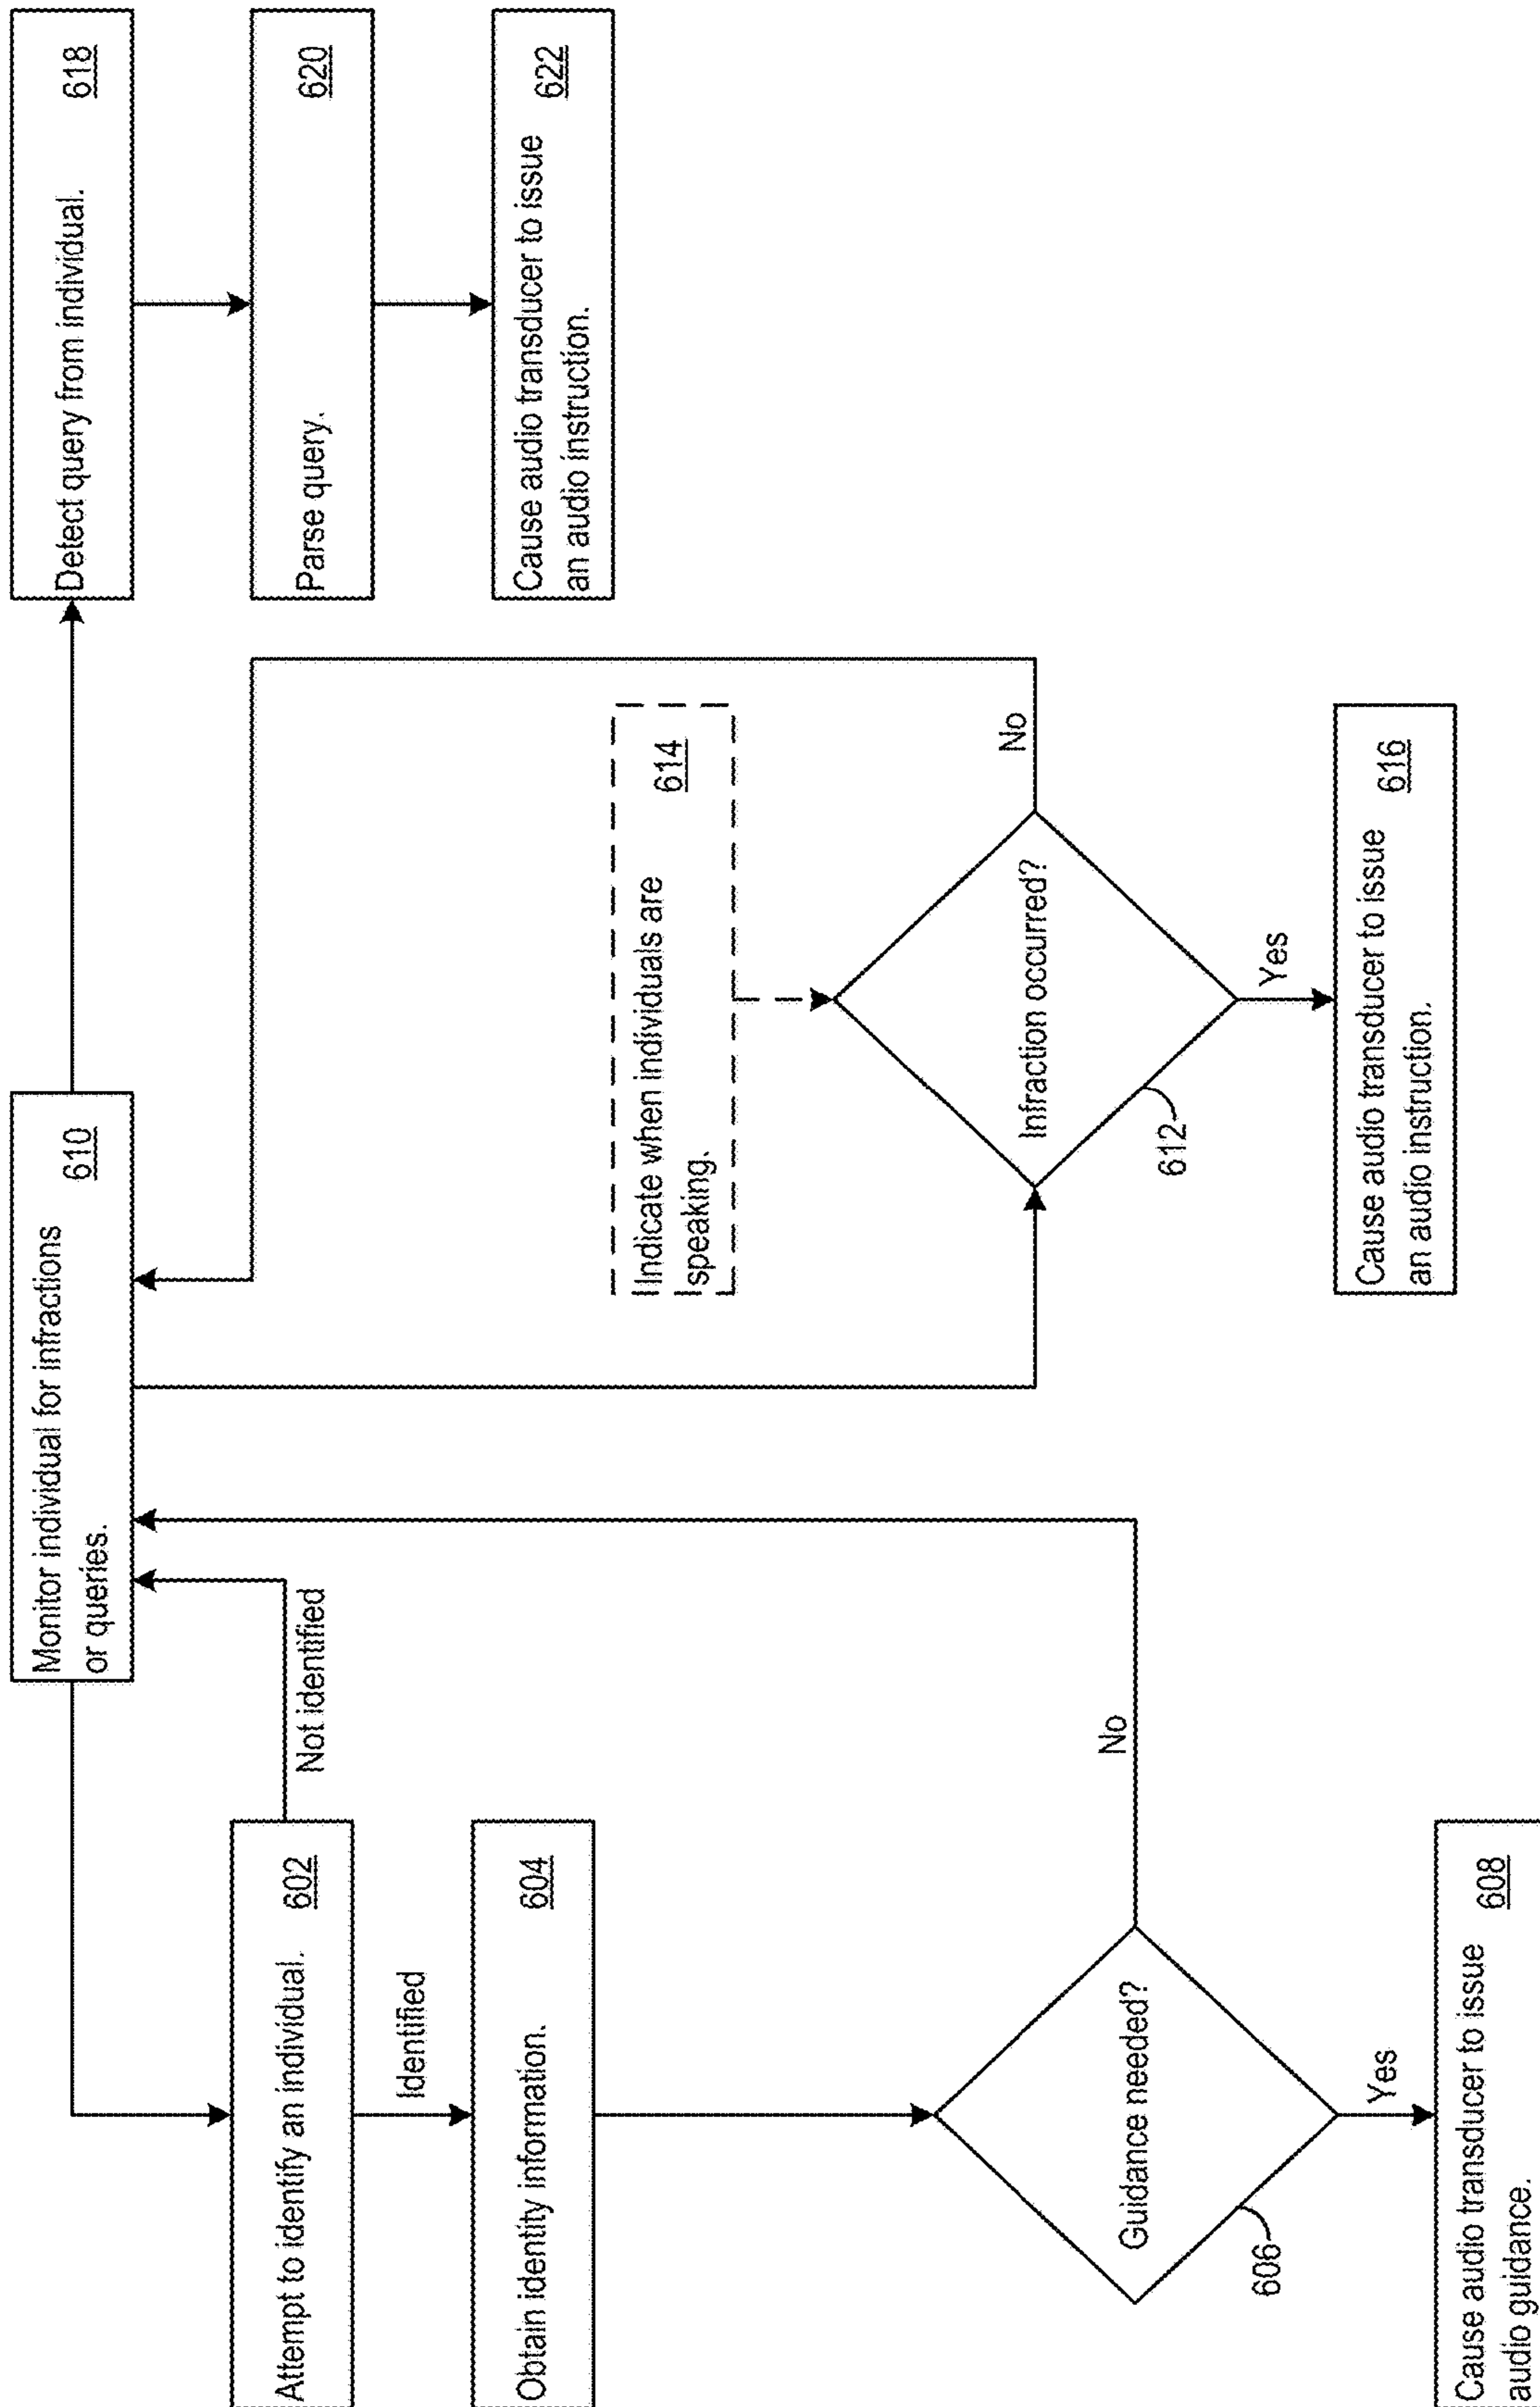 Monitor individual for infractions
or queries.
610
Attempt to identify an individual.
602
Not identified
Identified
Obtain identity information.
604
Guidance needed?
606
No
Yes
Cause audio transducer to issue
audio guidance.
608
Indicate when individuals are
speaking.
614
Infraction occurred?
612
No
Yes
Cause audio transducer to issue
an audio instruction.
616
Detect query from individual.
618
Parse query.
620
Cause audio transducer to issue
an audio instruction.
622